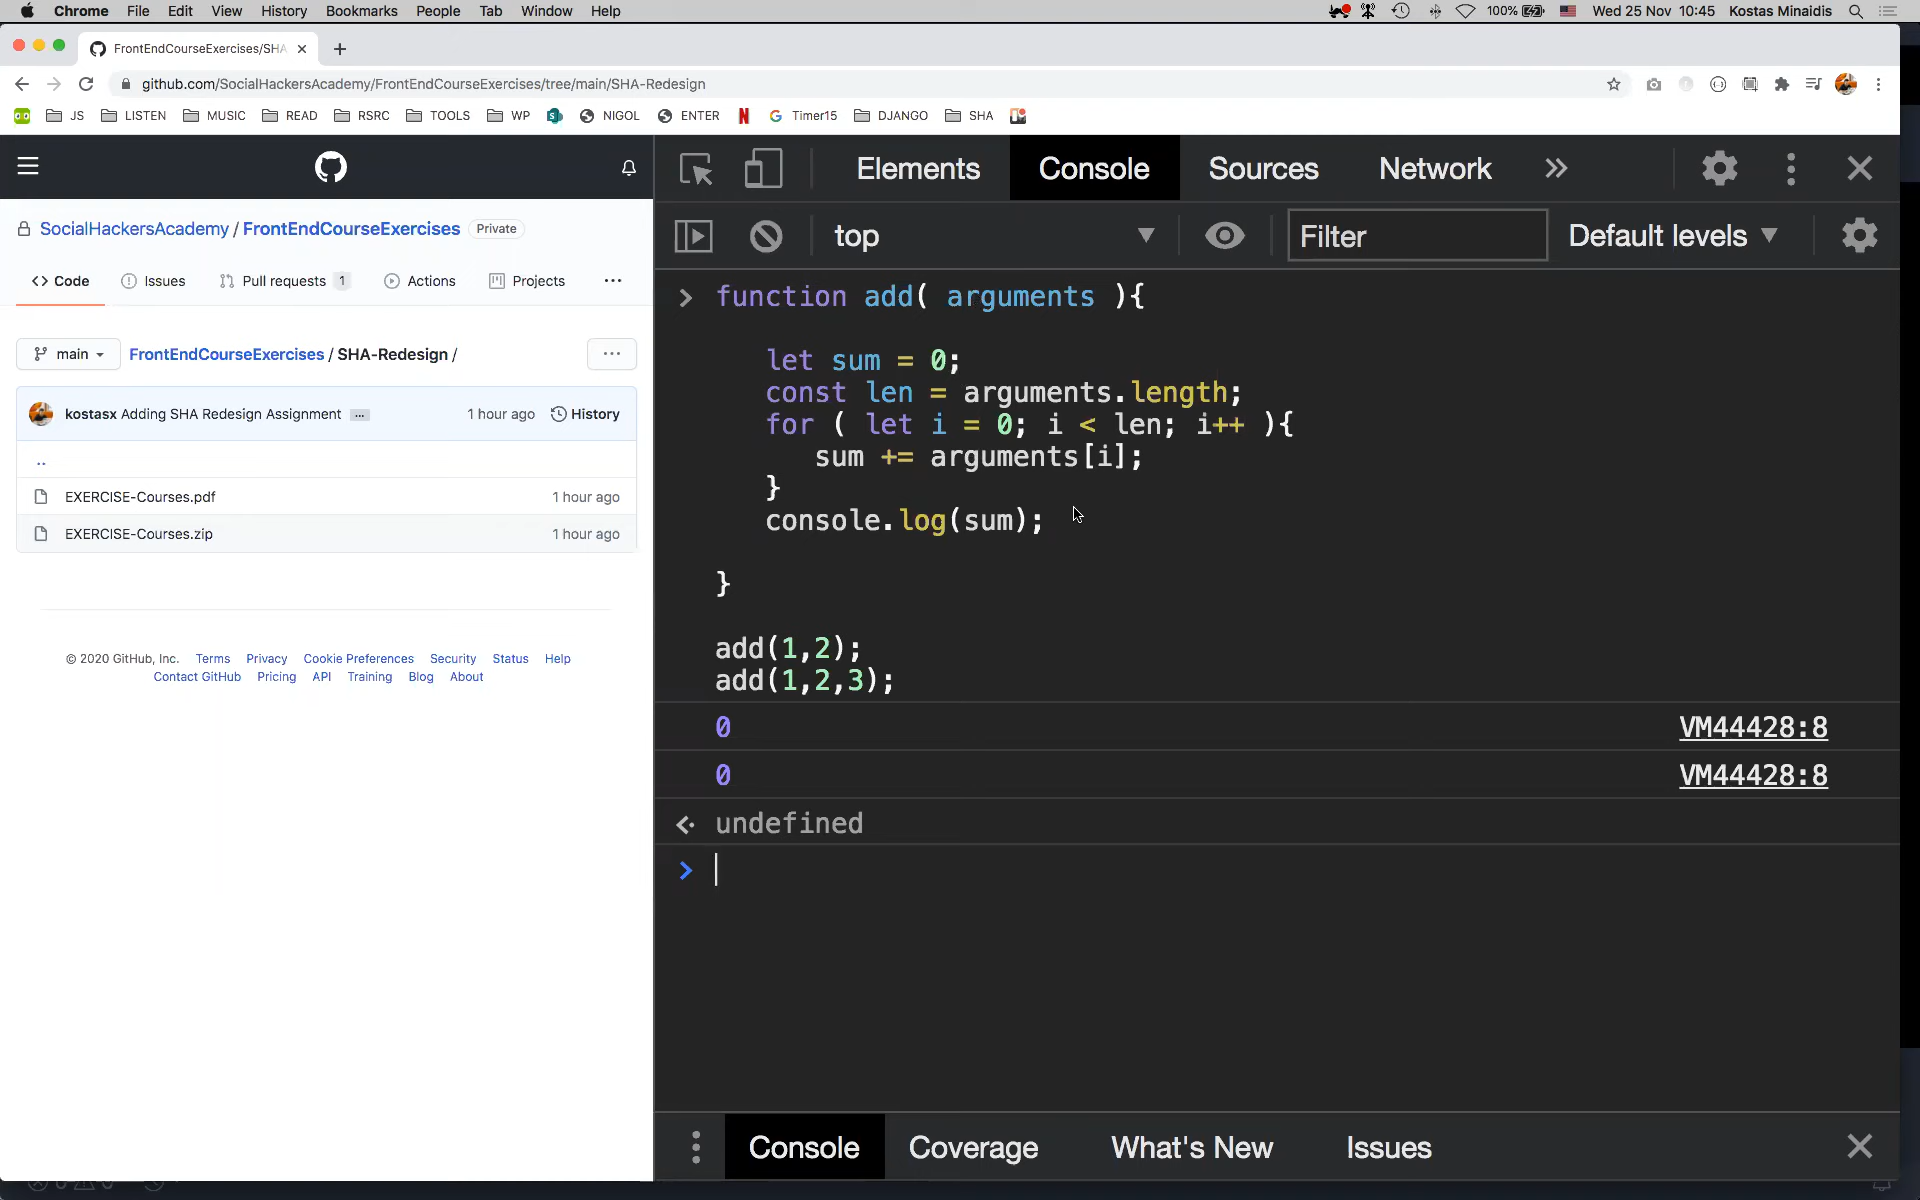 Chrome File Edit View History Bookmarks People Tab Window Help 100% Wed 25 Nov 10:45 Kostas Minaidis
FrontEndCourseExercises/SHA
github.com/SocialHackersAcademy/FrontEndCourseExercises/tree/main/SHA-Redesign
JS LISTEN MUSIC READ RSRC TOOLS WP NIGOL ENTER Timer15 DJANGO SHA
Elements Console Sources Network
top Filter Default levels
SocialHackersAcademy / FrontEndCourseExercises Private
Code Issues Pull requests 1 Actions Projects
main FrontEndCourseExercises / SHA-Redesign /
kostasx Adding SHA Redesign Assignment ... 1 hour ago History
..
EXERCISE-Courses.pdf 1 hour ago
EXERCISE-Courses.zip 1 hour ago
© 2020 GitHub, Inc. Terms Privacy Cookie Preferences Security Status Help
Contact GitHub Pricing API Training Blog About
function add( arguments ){
let sum = 0;
const len = arguments.length;
for ( let i = 0; i < len; i++ ){
sum += arguments[i];
}
console.log(sum);
}
add(1,2);
add(1,2,3);
0 VM44428:8
0 VM44428:8
undefined
Console Coverage What's New Issues